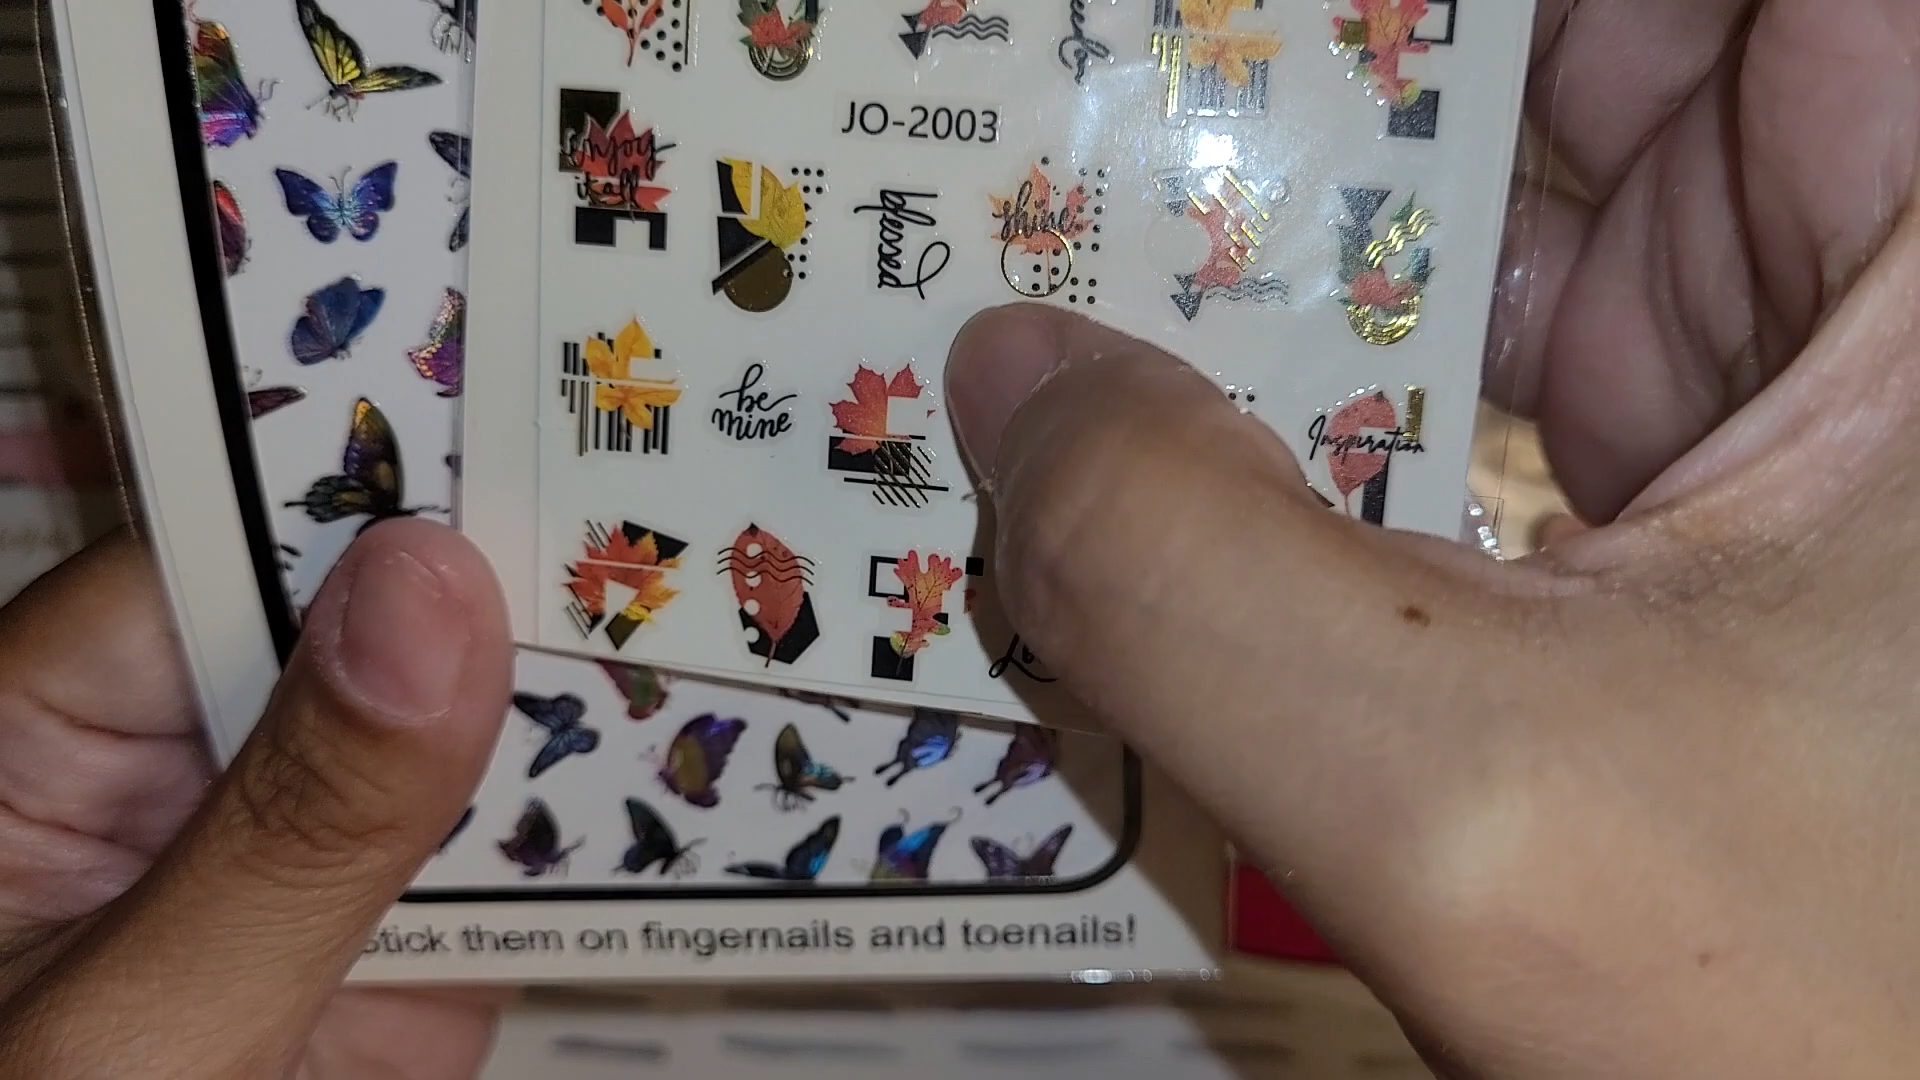 JO-2003
enjoy
it all
blessed
shine
be
mine
Inspiration
Stick them on fingernails and toenails!